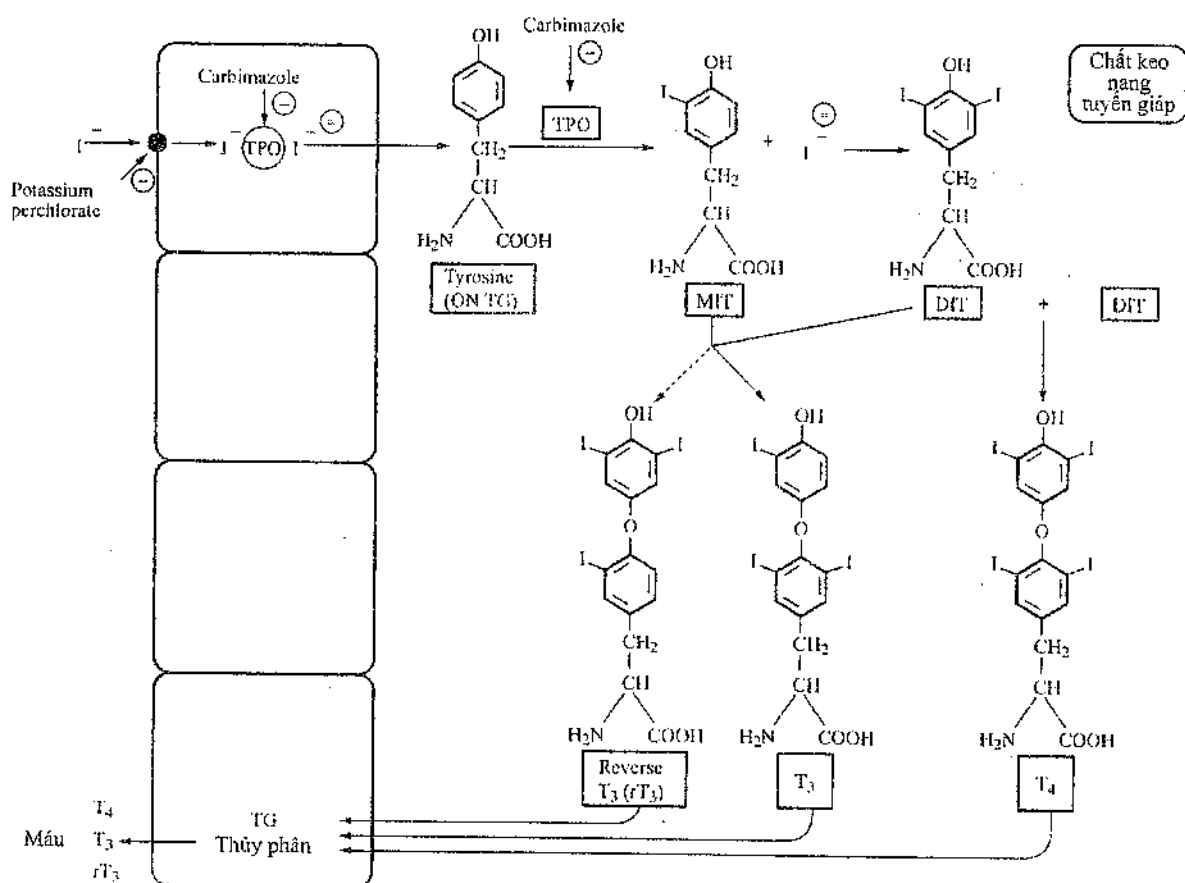 Carbimazole
OH
Carbimazole
OH
I
OH
I
I
Chất keo
nang
tuyến giáp
TPO
I
I
TPO
I
+
I
CH₂
CH
CH₂
CH
CH₂
CH
Potassium
perchlorate
H₂N
COOH
H₂N
COOH
H₂N
COOH
Tyrosine
(ON TG)
MIT
DIT
+
DIT
OH
I
I
O
I
CH₂
CH
H₂N
COOH
Reverse
T₃ (rT₃)
OH
I
O
I
I
CH₂
CH
H₂N
COOH
T₃
OH
I
I
O
I
I
CH₂
CH
H₂N
COOH
T₄
TG
Thủy phân
Máu
T₄
T₃
rT₃